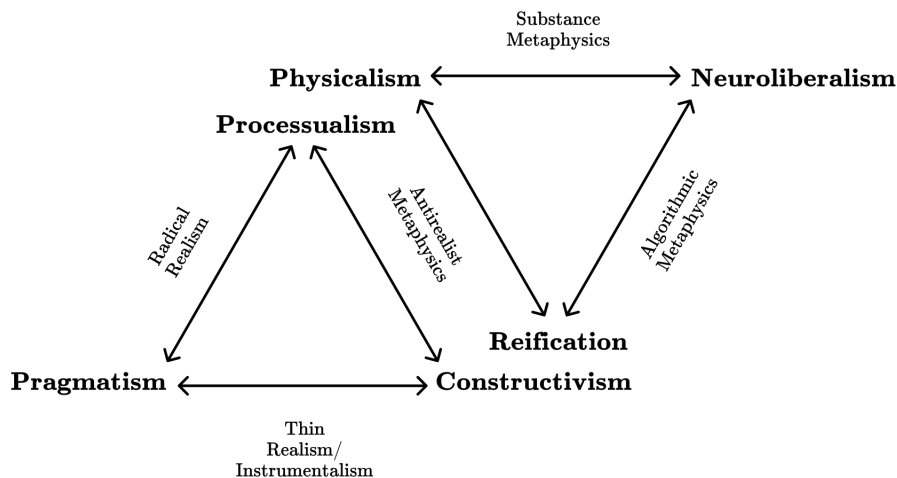 Substance
Metaphysics
Physicalism
Neuroliberalism
Processualism
Radical
Realism
Antirealist
Metaphysics
Algorithmic
Metaphysics
Reification
Pragmatism
Constructivism
Thin
Realism/
Instrumentalism